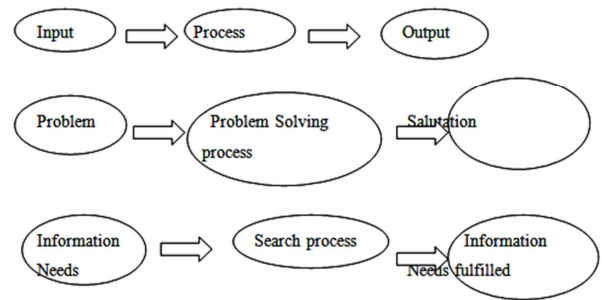 Input Process Output
Problem Problem Solving Salutation
process
Information Search process Information
Needs Needs fulfilled